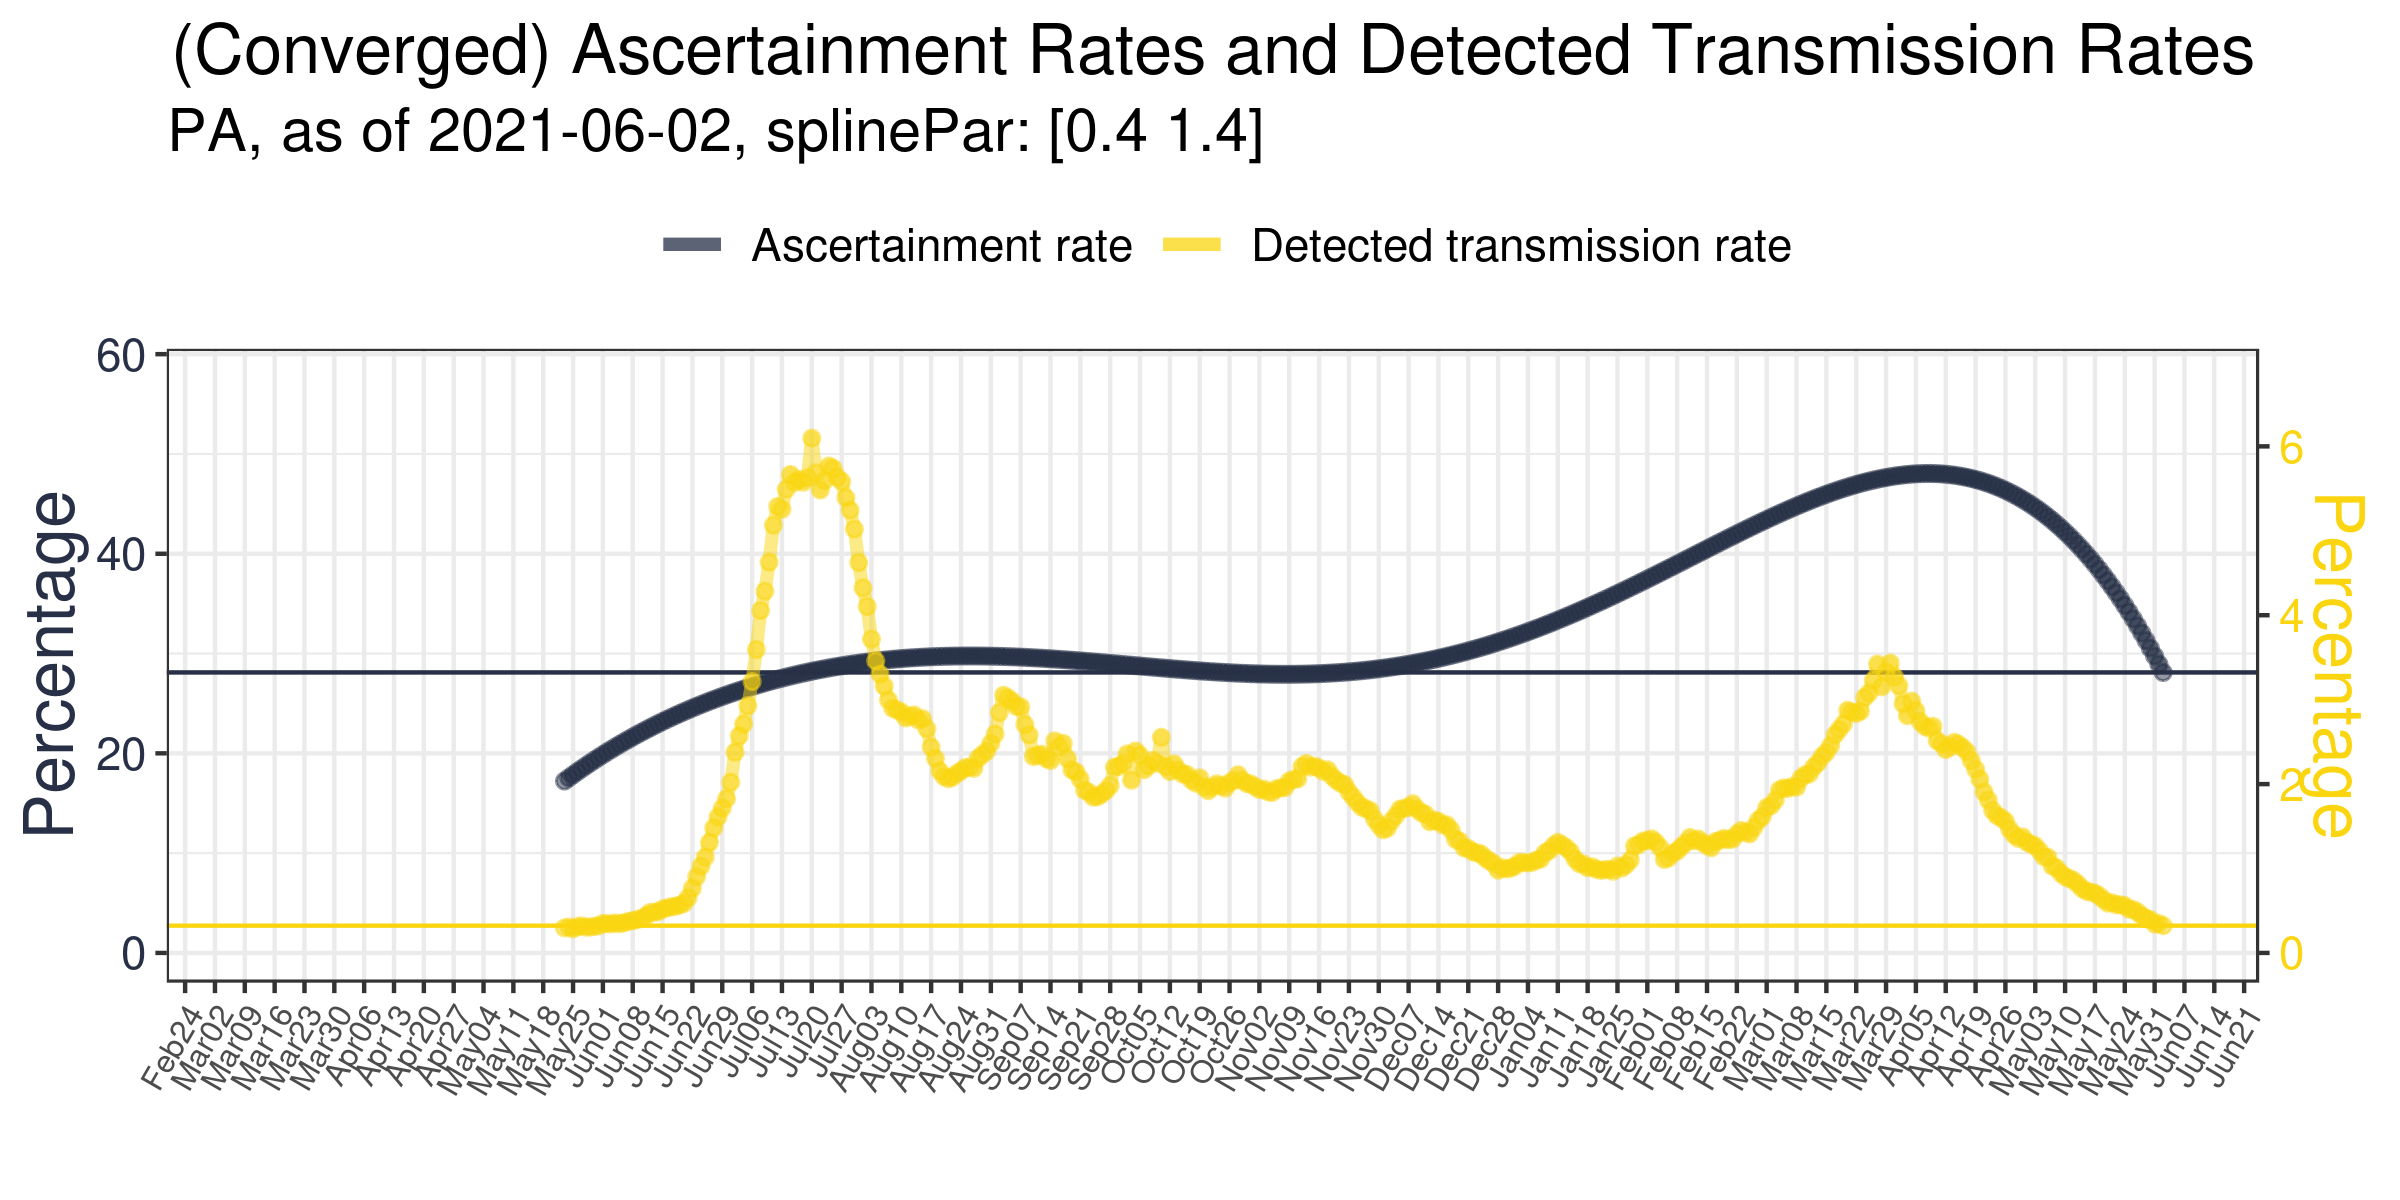 (Converged) Ascertainment Rates and Detected Transmission Rates
PA, as of 2021-06-02, splinePar: [0.4 1.4]
Ascertainment rate Detected transmission rate
Percentage
60
40
20
0
6
4
2
0
Percentage
Feb24 Mar02 Mar09 Mar16 Mar23 Mar30 Apr06 Apr13 Apr20 Apr27 May04 May11 May18 May25 Jun01 Jun08 Jun15 Jun22 Jun29 Jul06 Jul13 Jul20 Jul27 Aug03 Aug10 Aug17 Aug24 Aug31 Sep07 Sep14 Sep21 Sep28 Oct05 Oct12 Oct19 Oct26 Nov02 Nov09 Nov16 Nov23 Nov30 Dec07 Dec14 Dec21 Dec28 Jan04 Jan11 Jan18 Jan25 Feb01 Feb08 Feb15 Feb22 Mar01 Mar08 Mar15 Mar22 Mar29 Apr05 Apr12 Apr19 Apr26 May03 May10 May17 May24 May31 Jun07 Jun14 Jun21